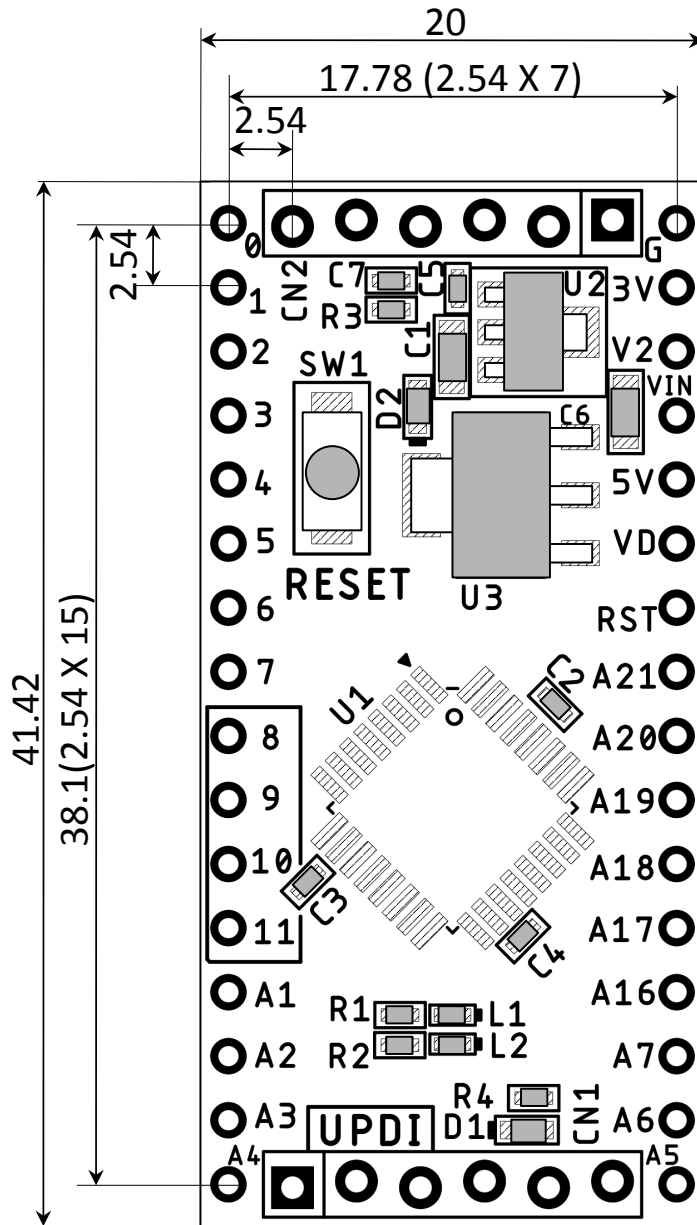 20
17.78 (2.54 X 7)
2.54
2.54
41.42
38.1(2.54 X 15)
0
G
CN2
C7
C5
U2
3V
1
R3
C1
2
SW1
V2
VIN
D2
3
C6
4
5V
5
VD
RESET
U3
6
RST
7
U1
C2
A21
8
A20
9
A19
10
A18
C3
11
C4
A17
A1
R1
L1
A16
A2
R2
L2
A7
R4
CN1
A3
UPDI
D1
A6
A4
A5